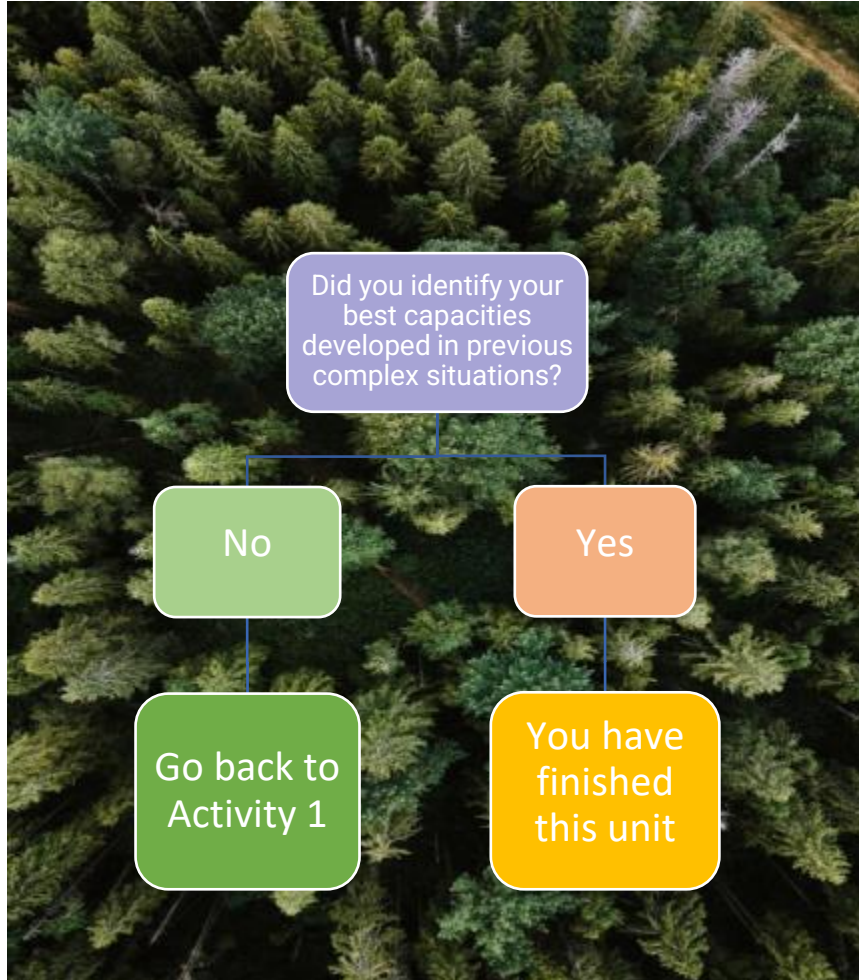 Did you identify your
best capacities
developed in previous
complex situations?
No
Yes
Go back to
Activity 1
You have
finished
this unit